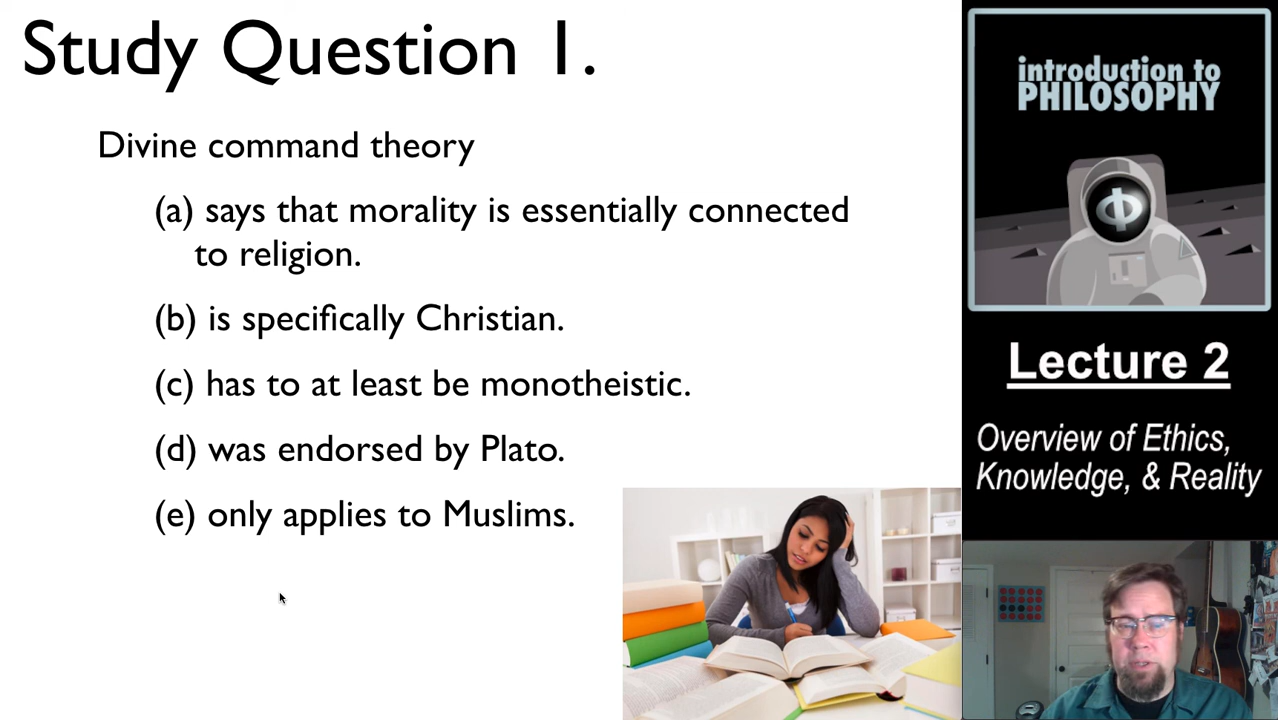 Study Question 1.
Divine command theory
(a) says that morality is essentially connected
to religion.
(b) is specifically Christian.
(c) has to at least be monotheistic.
(d) was endorsed by Plato.
(e) only applies to Muslims.
introduction to
PHILOSOPHY
Φ
Lecture 2
Overview of Ethics,
Knowledge, & Reality